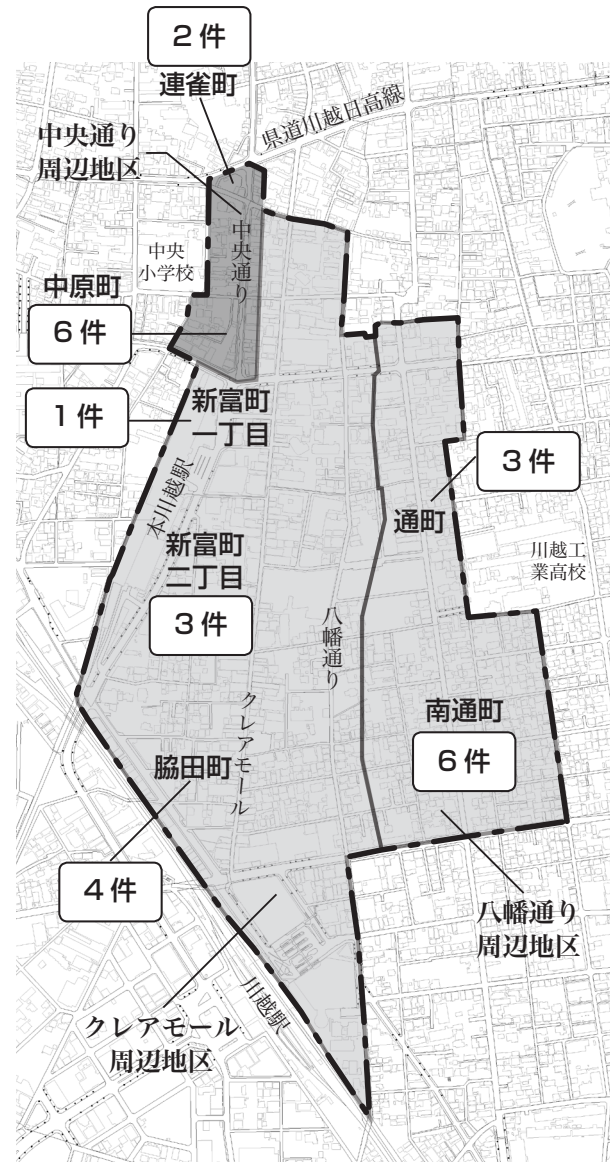 2件
連雀町
県道川越日高線
中央通り
周辺地区
中央通り
中央
小学校
中原町
6件
1件
新富町
一丁目
3件
本川越駅
通町
新富町
二丁目
川越工
業高校
3件
八幡通り
クレアモール
南通町
脇田町
6件
4件
八幡通り
周辺地区
川越駅
クレアモール
周辺地区